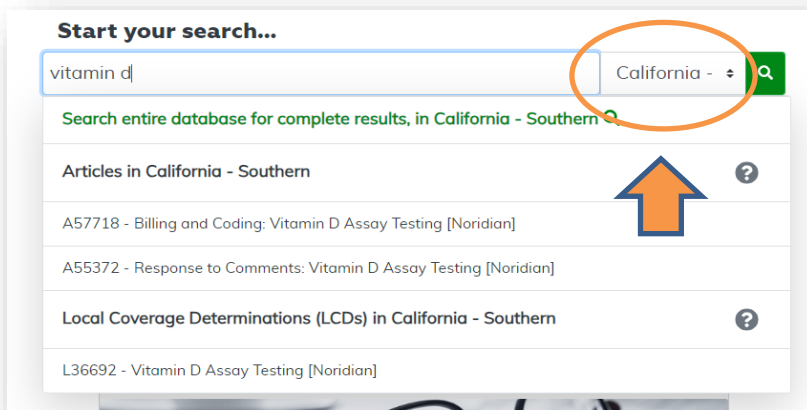 Start your search...
vitamin d
California -
Search entire database for complete results, in California - Southern
Articles in California - Southern
?
A57718 - Billing and Coding: Vitamin D Assay Testing [Noridian]
A55372 - Response to Comments: Vitamin D Assay Testing [Noridian]
Local Coverage Determinations (LCDs) in California - Southern
?
L36692 - Vitamin D Assay Testing [Noridian]